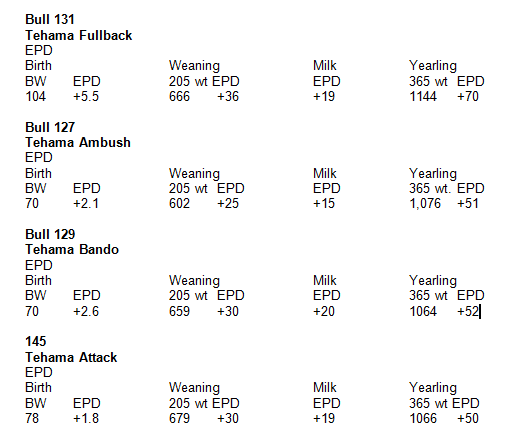 Bull 131
Tehama Fullback
EPD
Birth Weaning Milk Yearling
BW EPD 205 wt EPD EPD 365 wt EPD
104 +5.5 666 +36 +19 1144 +70
Bull 127
Tehama Ambush
EPD
Birth Weaning Milk Yearling
BW EPD 205 wt EPD EPD 365 wt. EPD
70 +2.1 602 +25 +15 1,076 +51
Bull 129
Tehama Bando
EPD
Birth Weaning Milk Yearling
BW EPD 205 wt EPD EPD 365 wt EPD
70 +2.6 659 +30 +20 1064 +52
145
Tehama Attack
EPD
Birth Weaning Milk Yearling
BW EPD 205 wt EPD EPD 365 wt EPD
78 +1.8 679 +30 +19 1066 +50